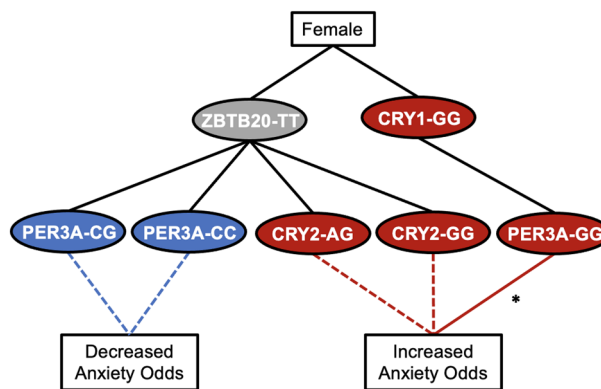 Female
ZBTB20-TT
CRY1-GG
PER3A-CG
PER3A-CC
CRY2-AG
CRY2-GG
PER3A-GG
*
Decreased
Anxiety Odds
Increased
Anxiety Odds